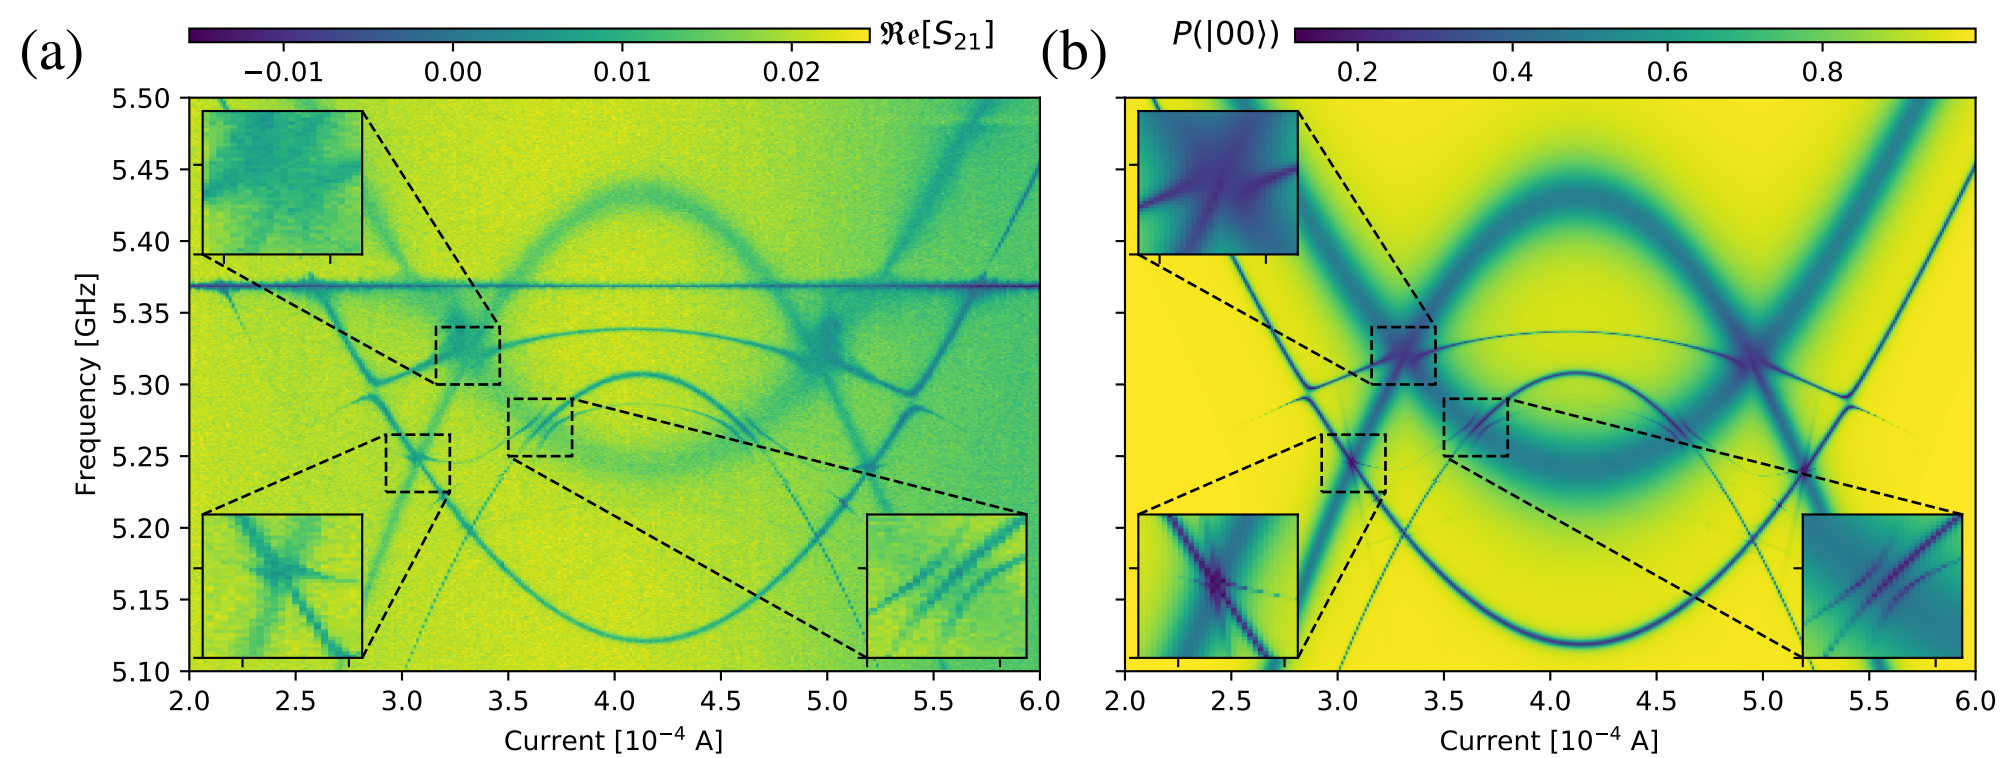 (a)
𝕽𝖊[S21]
−0.01 0.00 0.01 0.02
5.50
5.45
5.40
5.35
5.30
5.25
5.20
5.15
5.10
Frequency [GHz]
2.0 2.5 3.0 3.5 4.0 4.5 5.0 5.5 6.0
Current [10⁻⁴ A]
(b)
P(|00⟩)
0.2 0.4 0.6 0.8
2.0 2.5 3.0 3.5 4.0 4.5 5.0 5.5 6.0
Current [10⁻⁴ A]